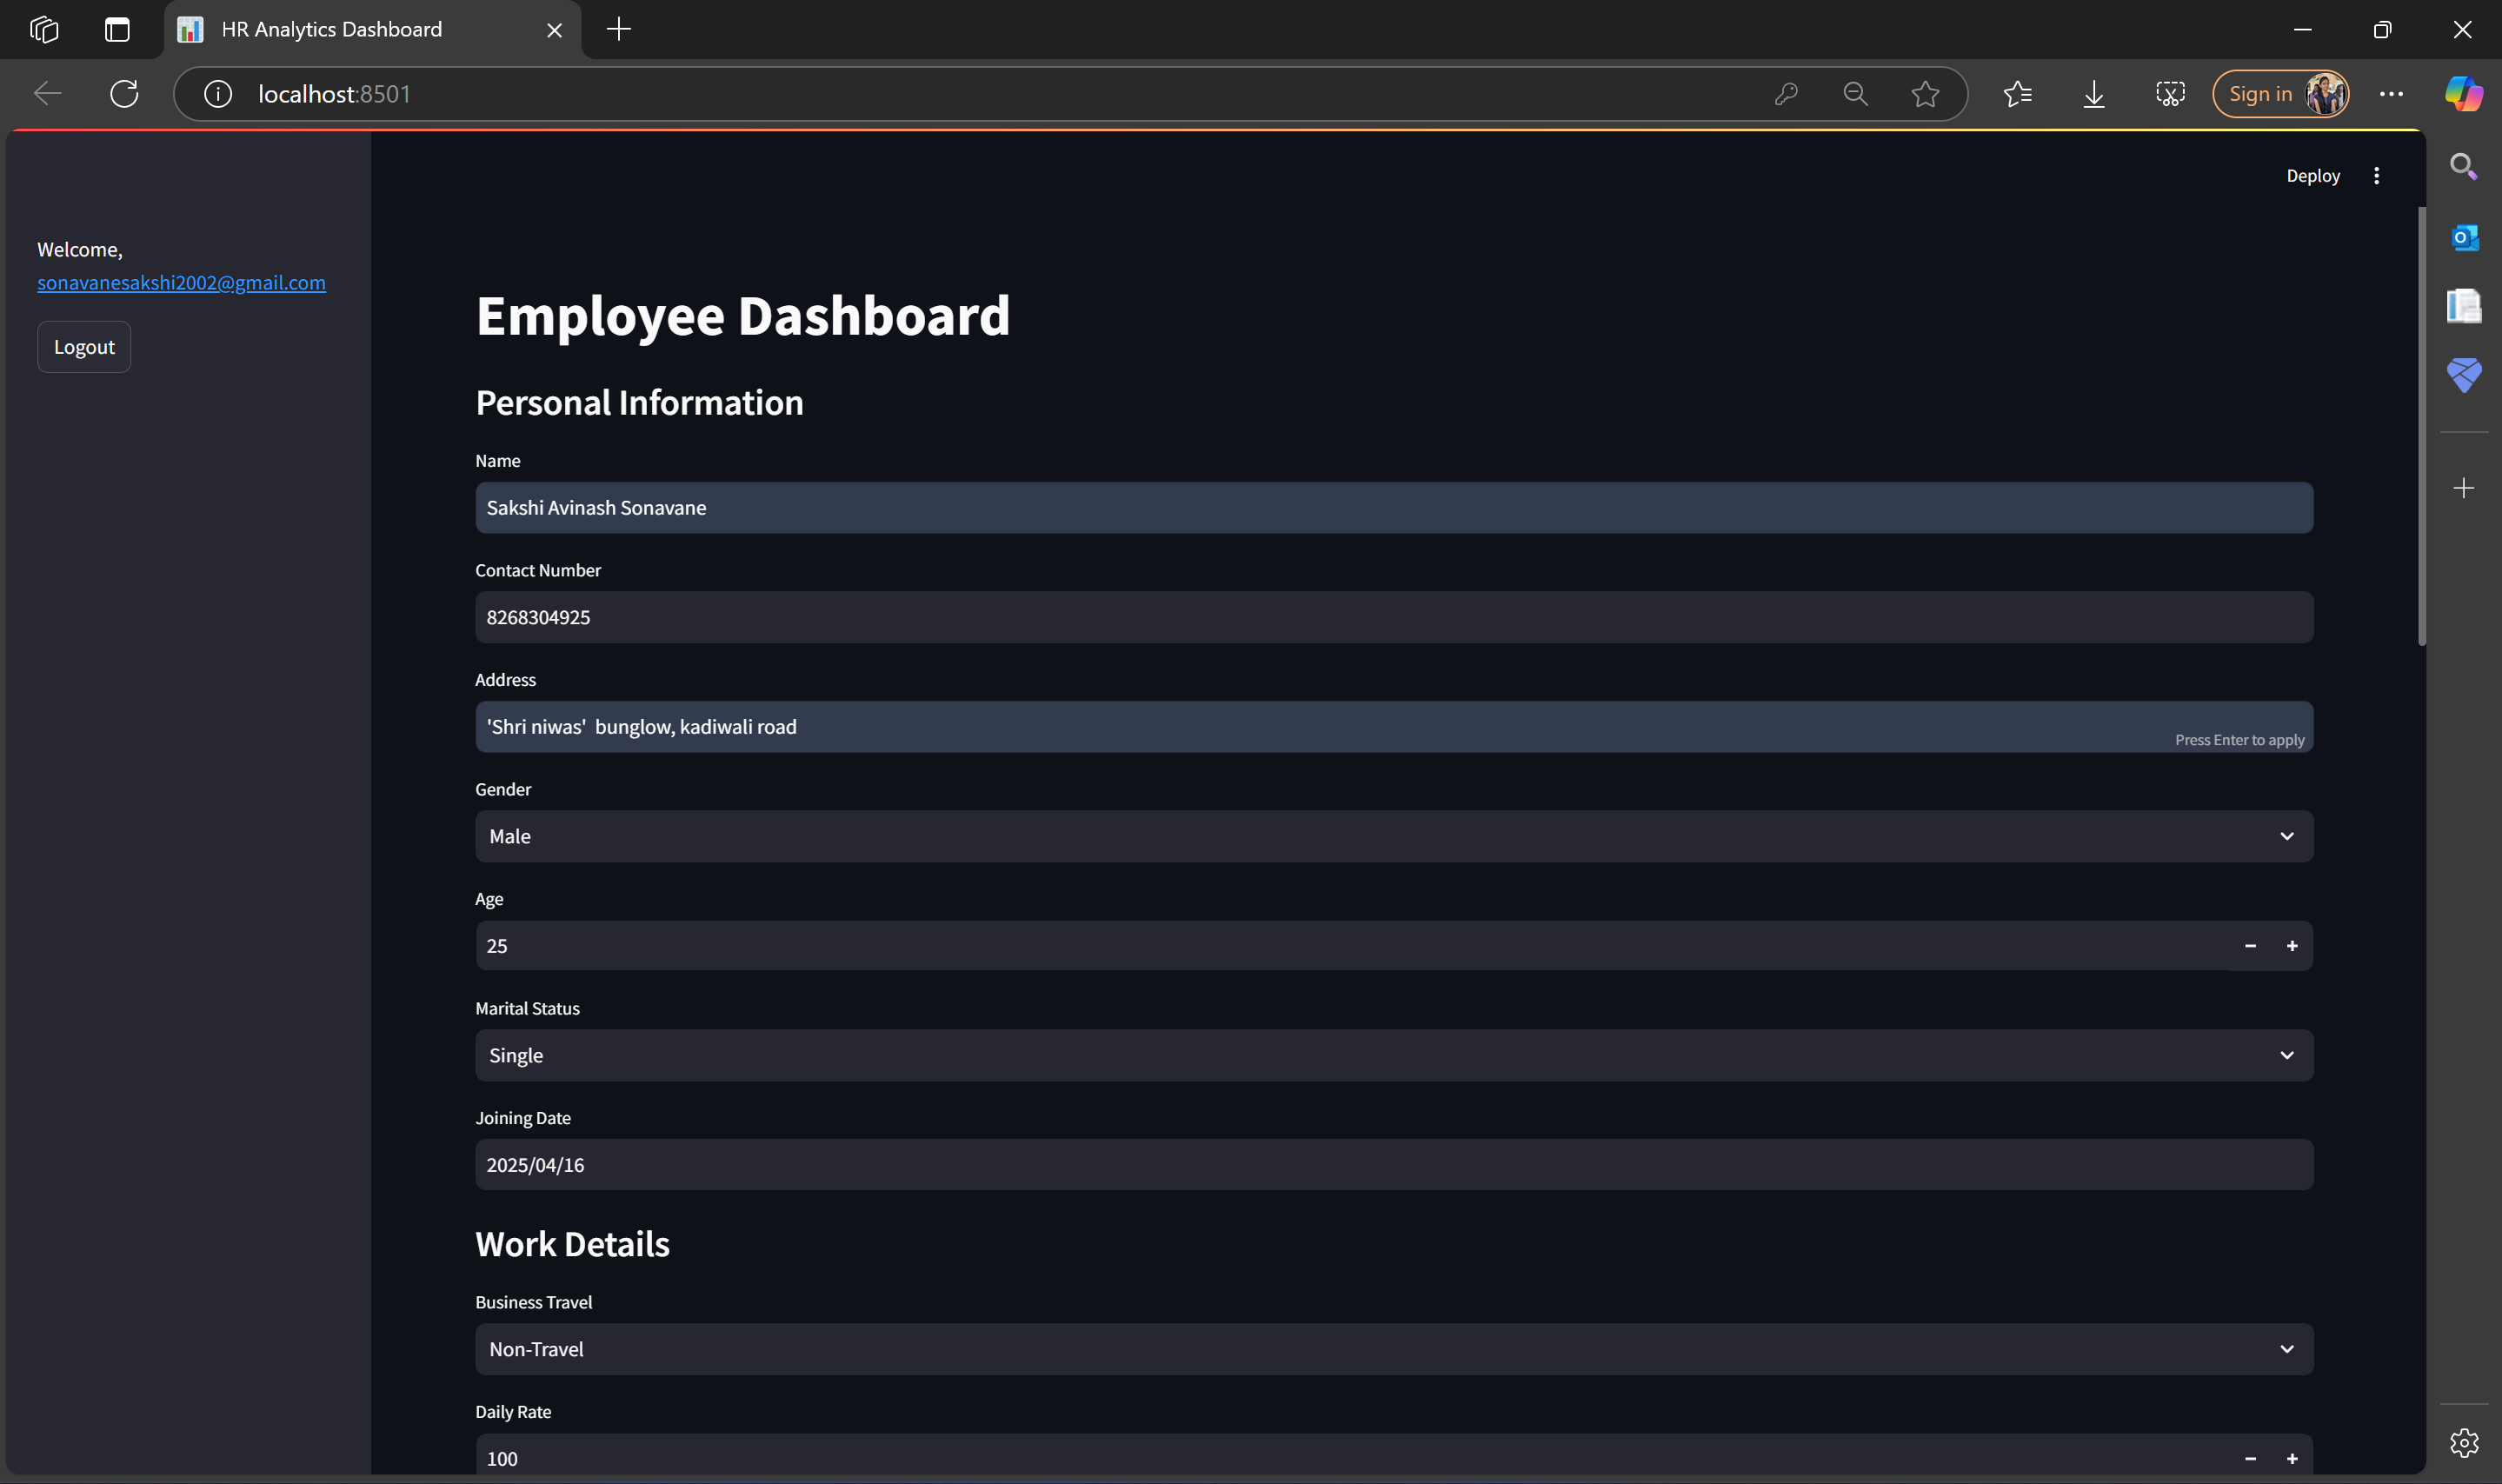 HR Analytics Dashboard
localhost:8501
Sign in
Deploy
Welcome,
sonavanesakshi2002@gmail.com
Logout
Employee Dashboard
Personal Information
Name
Sakshi Avinash Sonavane
Contact Number
8268304925
Address
'Shri niwas'  bunglow, kadiwali road
Press Enter to apply
Gender
Male
Age
25
Marital Status
Single
Joining Date
2025/04/16
Work Details
Business Travel
Non-Travel
Daily Rate
100